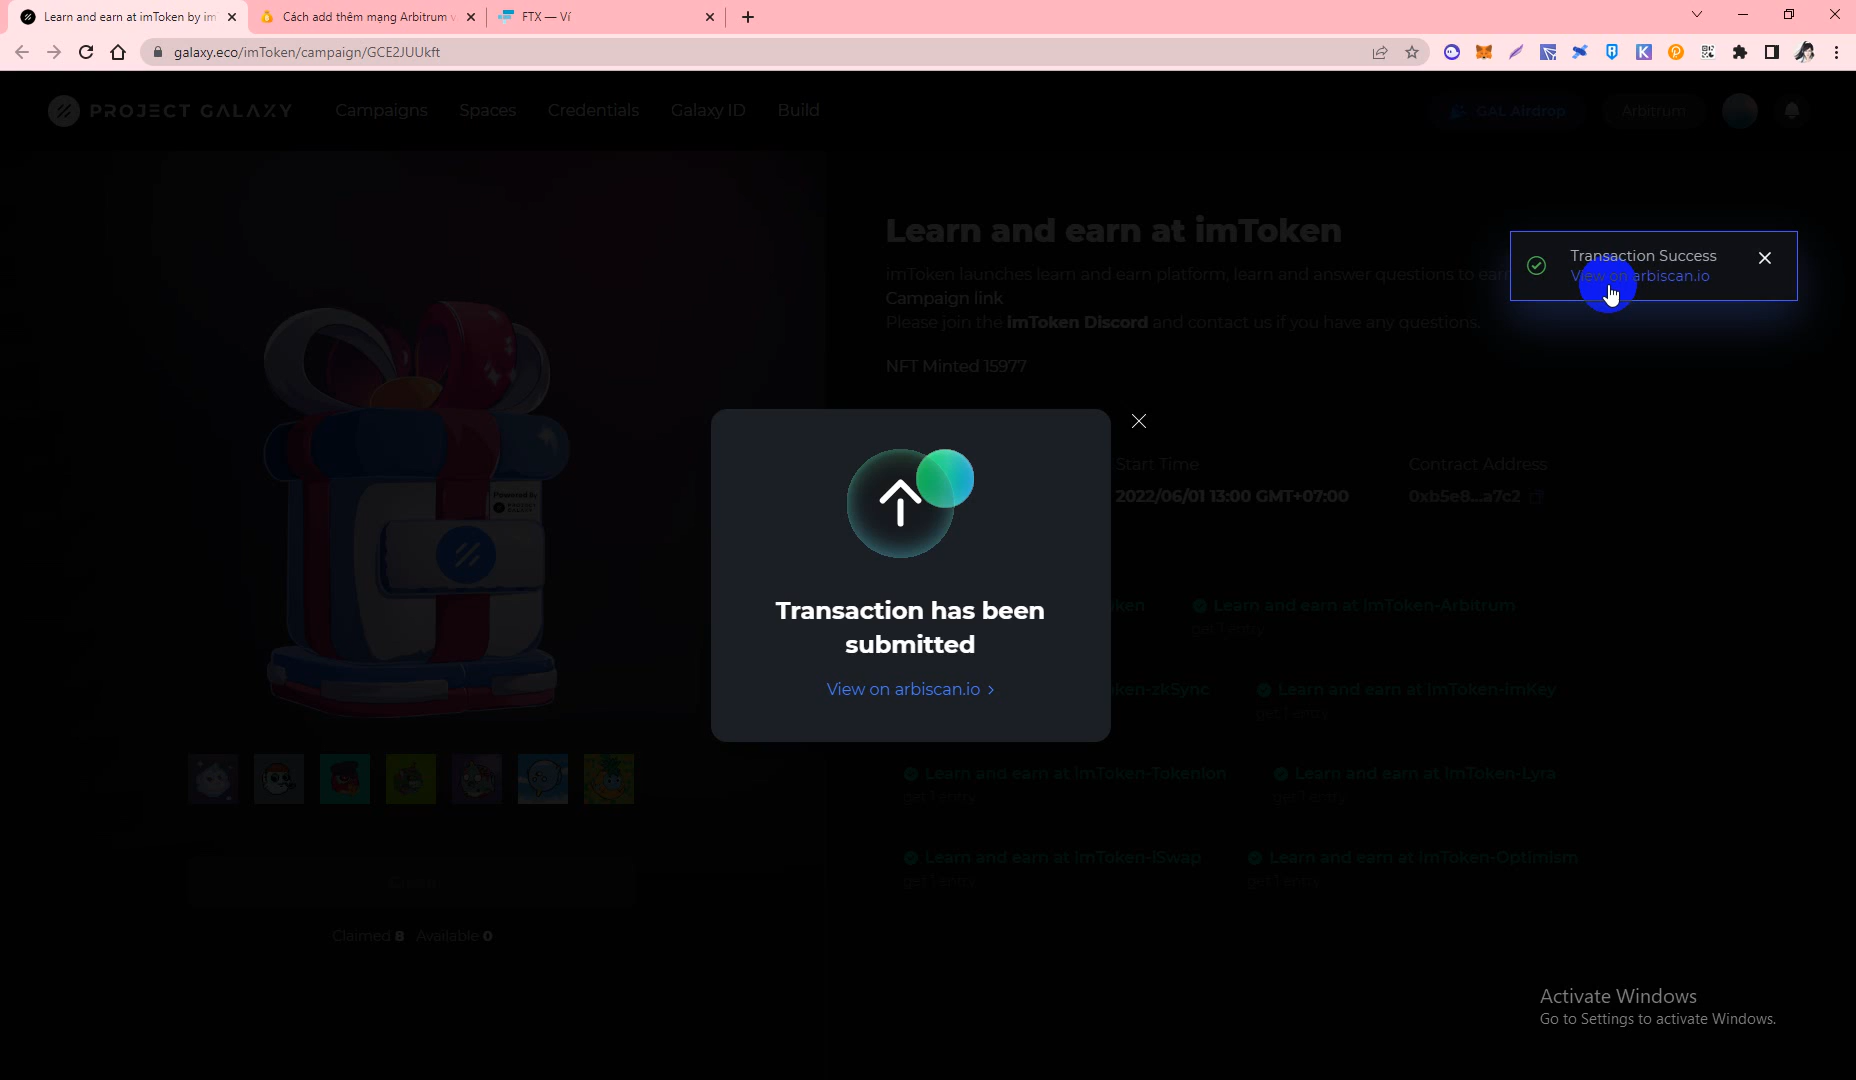 Learn and earn at imToken by im
Cách add thêm mạng Arbitrum v
FTX — Ví
galaxy.eco/imToken/campaign/GCE2JUUkft
PROJECT GALAXY
Campaigns
Spaces
Credentials
Galaxy ID
Build
GAL Airdrop
Arbitrum
Learn and earn at imToken
imToken launches learn and earn platform, learn and answer questions to earn
Campaign link
Please join the imToken Discord and contact us if you have any questions.
NFT Minted 15977
Transaction Success
View on arbiscan.io
Transaction has been
submitted
View on arbiscan.io >
Start Time
2022/06/01 13:00 GMT+07:00
Contract Address
0xb5e8...a7c2
Powered by
ken
Learn and earn at imToken-Arbitrum
get 1 entry
ken-zkSync
Learn and earn at imToken-imKey
get 1 entry
Learn and earn at imToken-Tokenlon
get 1 entry
Learn and earn at imToken-Lyra
get 1 entry
Learn and earn at imToken-iSwap
get 1 entry
Learn and earn at imToken-Optimism
get 1 entry
Claimed 8 Available 0
Activate Windows
Go to Settings to activate Windows.